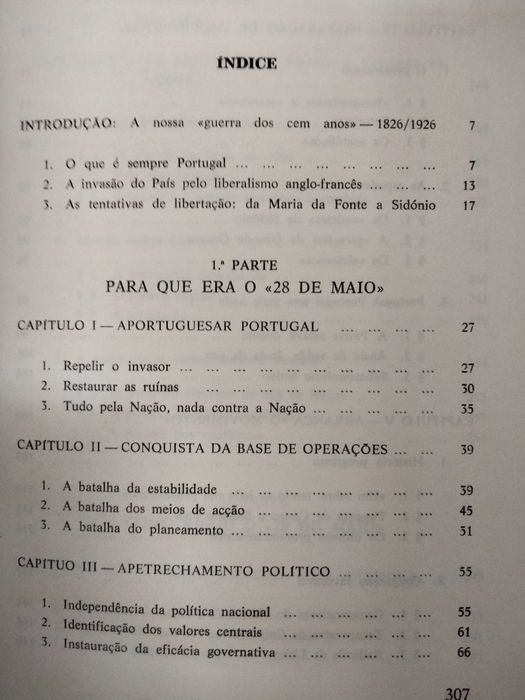 ÍNDICE
INTRODUÇÃO: A nossa «guerra dos cem anos» — 1826/1926 7
1. O que é sempre Portugal ... ... ... ... ... ... ... ... 7
2. A invasão do País pelo liberalismo anglo-francês ... ... ... 13
3. As tentativas de libertação: da Maria da Fonte a Sidónio 17
1.ª PARTE
PARA QUE ERA O «28 DE MAIO»
CAPÍTULO I — APORTUGUESAR PORTUGAL ... ... ... ... 27
1. Repelir o invasor ... ... ... ... ... ... ... ... ... ... 27
2. Restaurar as ruínas ... ... ... ... ... ... ... ... ... 30
3. Tudo pela Nação, nada contra a Nação ... ... ... ... ... 35
CAPÍTULO II — CONQUISTA DA BASE DE OPERAÇÕES ... ... 39
1. A batalha da estabilidade ... ... ... ... ... ... ... ... 39
2. A batalha dos meios de acção ... ... ... ... ... ... ... 45
3. A batalha do planeamento ... ... ... ... ... ... ... ... 51
CAPITUO III — APETRECHAMENTO POLÍTICO ... ... ... ... 55
1. Independência da política nacional ... ... ... ... ... ... 55
2. Identificação dos valores centrais ... ... ... ... ... ... 61
3. Instauração da eficácia governativa ... ... ... ... ... ... 66
307